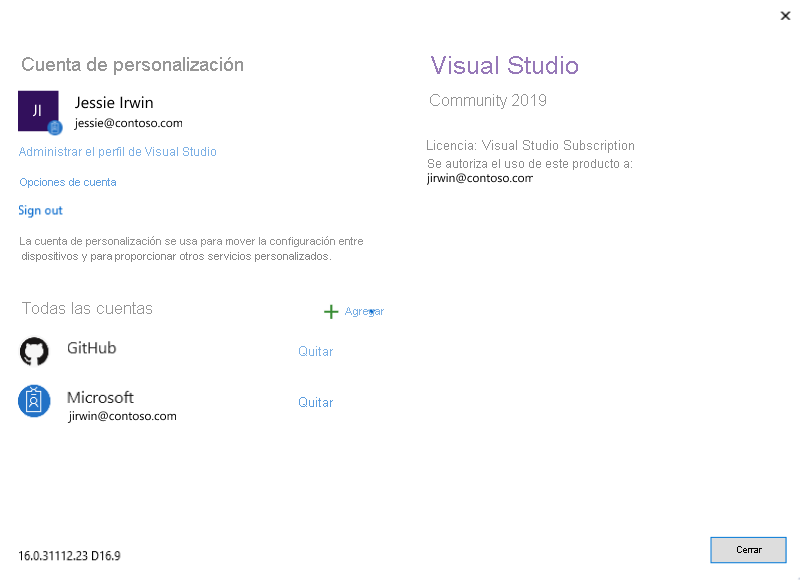 Cuenta de personalización
JI
Jessie Irwin
jessie@contoso.com
Administrar el perfil de Visual Studio
Opciones de cuenta
Sign out
La cuenta de personalización se usa para mover la configuración entre
dispositivos y para proporcionar otros servicios personalizados.
Todas las cuentas
Agregar
GitHub
Quitar
Microsoft
jirwin@contoso.com
Quitar
Visual Studio
Community 2019
Licencia: Visual Studio Subscription
Se autoriza el uso de este producto a:
jirwin@contoso.com
16.0.31112.23 D16.9
Cerrar